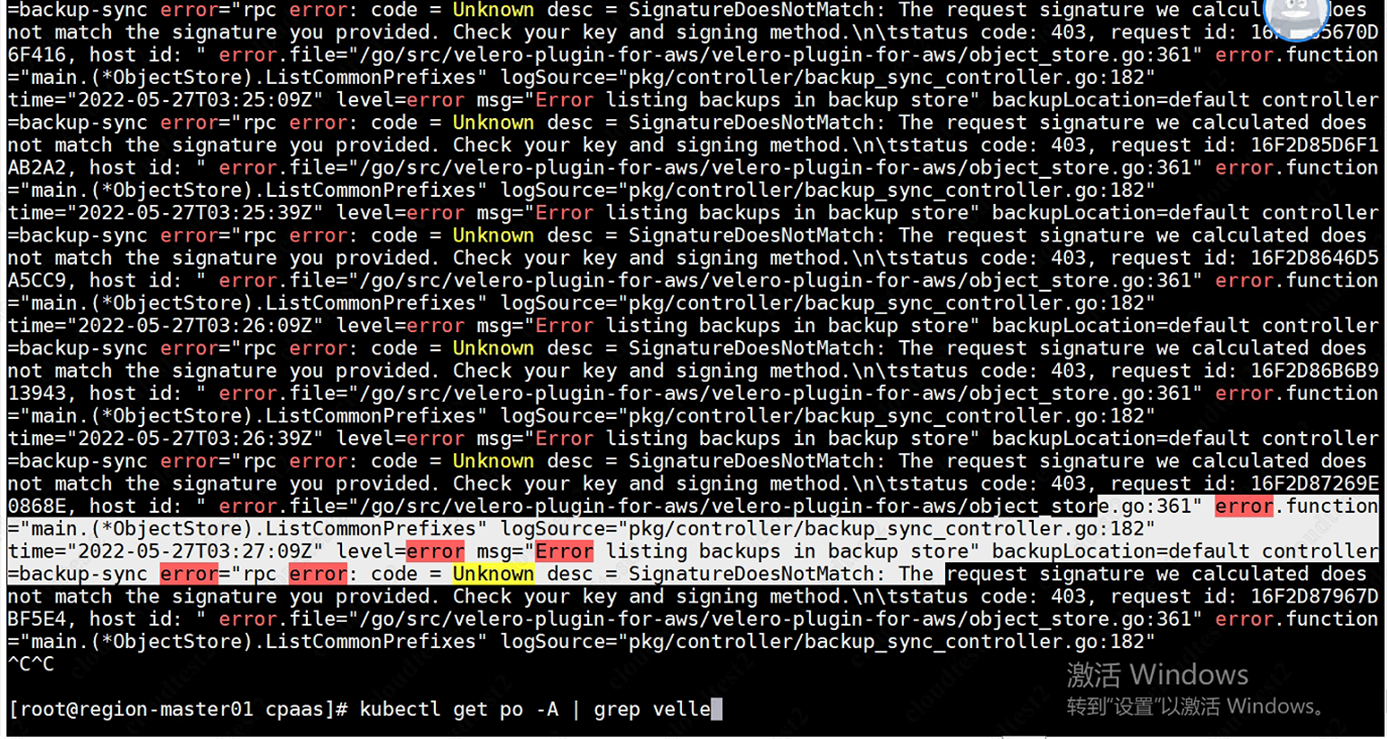 =backup-sync error="rpc error: code = Unknown desc = SignatureDoesNotMatch: The request signature we calcul does
not match the signature you provided. Check your key and signing method.\n\tstatus code: 403, request id: 16 5670D
6F416, host id: " error.file="/go/src/velero-plugin-for-aws/velero-plugin-for-aws/object_store.go:361" error.function
="main.(*ObjectStore).ListCommonPrefixes" logSource="pkg/controller/backup_sync_controller.go:182"
time="2022-05-27T03:25:09Z" level=error msg="Error listing backups in backup store" backupLocation=default controller
=backup-sync error="rpc error: code = Unknown desc = SignatureDoesNotMatch: The request signature we calculated does
not match the signature you provided. Check your key and signing method.\n\tstatus code: 403, request id: 16F2D85D6F1
AB2A2, host id: " error.file="/go/src/velero-plugin-for-aws/velero-plugin-for-aws/object_store.go:361" error.function
="main.(*ObjectStore).ListCommonPrefixes" logSource="pkg/controller/backup_sync_controller.go:182"
time="2022-05-27T03:25:39Z" level=error msg="Error listing backups in backup store" backupLocation=default controller
=backup-sync error="rpc error: code = Unknown desc = SignatureDoesNotMatch: The request signature we calculated does
not match the signature you provided. Check your key and signing method.\n\tstatus code: 403, request id: 16F2D8646D5
A5CC9, host id: " error.file="/go/src/velero-plugin-for-aws/velero-plugin-for-aws/object_store.go:361" error.function
="main.(*ObjectStore).ListCommonPrefixes" logSource="pkg/controller/backup_sync_controller.go:182"
time="2022-05-27T03:26:09Z" level=error msg="Error listing backups in backup store" backupLocation=default controller
=backup-sync error="rpc error: code = Unknown desc = SignatureDoesNotMatch: The request signature we calculated does
not match the signature you provided. Check your key and signing method.\n\tstatus code: 403, request id: 16F2D86B6B9
13943, host id: " error.file="/go/src/velero-plugin-for-aws/velero-plugin-for-aws/object_store.go:361" error.function
="main.(*ObjectStore).ListCommonPrefixes" logSource="pkg/controller/backup_sync_controller.go:182"
time="2022-05-27T03:26:39Z" level=error msg="Error listing backups in backup store" backupLocation=default controller
=backup-sync error="rpc error: code = Unknown desc = SignatureDoesNotMatch: The request signature we calculated does
not match the signature you provided. Check your key and signing method.\n\tstatus code: 403, request id: 16F2D87269E
0868E, host id: " error.file="/go/src/velero-plugin-for-aws/velero-plugin-for-aws/object_store.go:361" error.function
="main.(*ObjectStore).ListCommonPrefixes" logSource="pkg/controller/backup_sync_controller.go:182"
time="2022-05-27T03:27:09Z" level=error msg="Error listing backups in backup store" backupLocation=default controller
=backup-sync error="rpc error: code = Unknown desc = SignatureDoesNotMatch: The request signature we calculated does
not match the signature you provided. Check your key and signing method.\n\tstatus code: 403, request id: 16F2D87967D
BF5E4, host id: " error.file="/go/src/velero-plugin-for-aws/velero-plugin-for-aws/object_store.go:361" error.function
="main.(*ObjectStore).ListCommonPrefixes" logSource="pkg/controller/backup_sync_controller.go:182"
^C^C
激活 Windows
[root@region-master01 cpaas]# kubectl get po -A | grep velle
转到“设置”以激活 Windows。